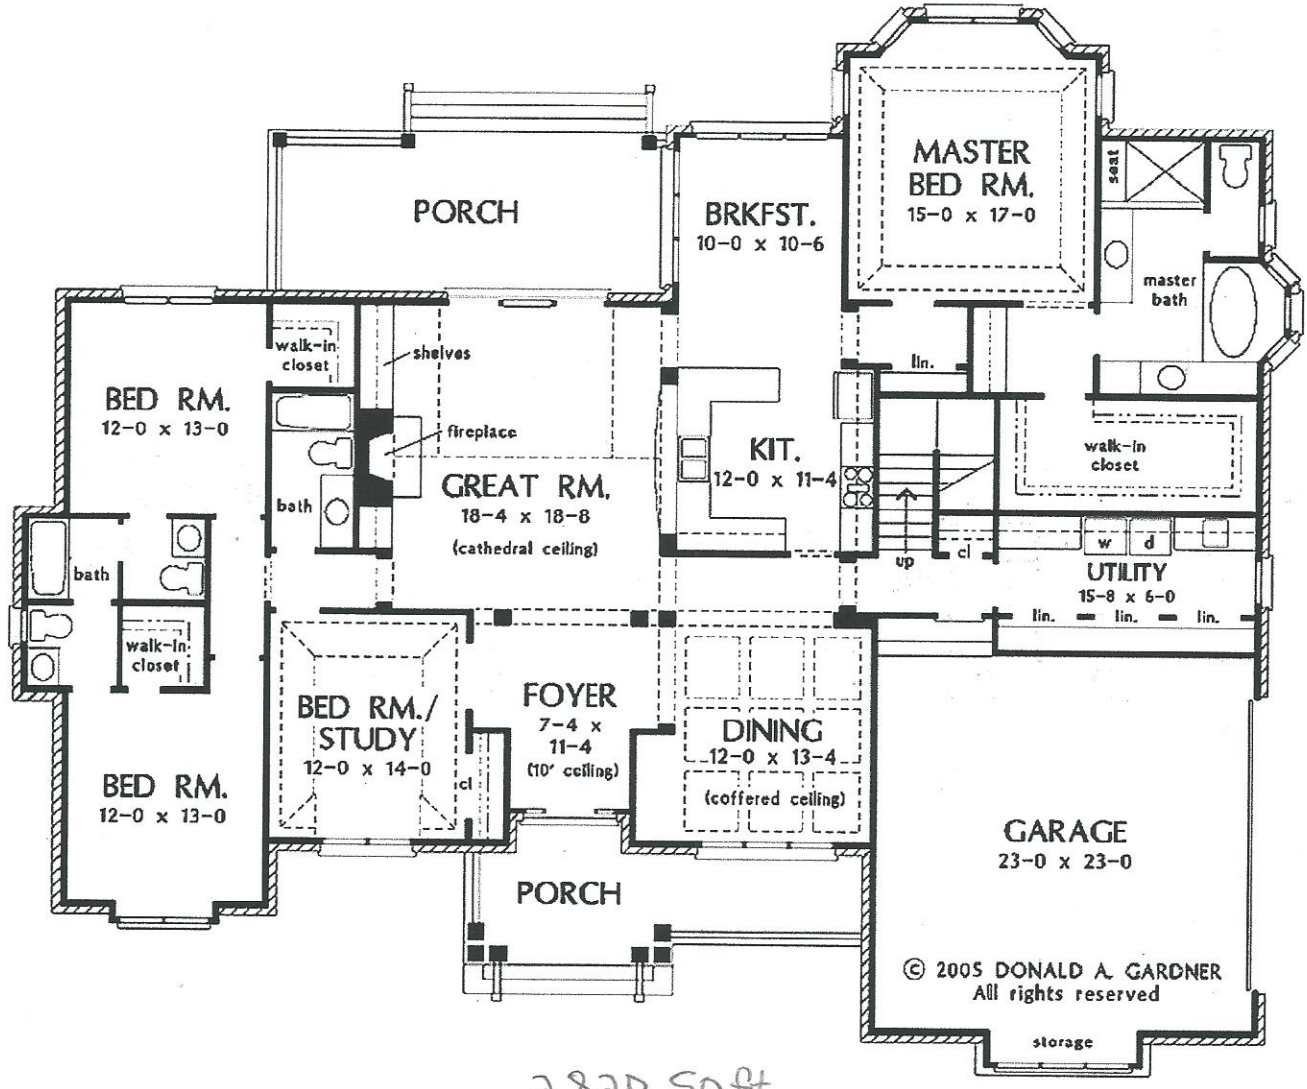 MASTER
BED RM.
15-0 x 17-0
seat
PORCH
BRKFST.
10-0 x 10-6
master
bath
walk-in
closet
shelves
lin.
BED RM.
12-0 x 13-0
fireplace
KIT.
12-0 x 11-4
walk-in
closet
GREAT RM.
18-4 x 18-8
(cathedral ceiling)
bath
up
cl
w
d
UTILITY
15-8 x 6-0
lin.
lin.
lin.
bath
walk-in
closet
BED RM./
STUDY
12-0 x 14-0
cl
FOYER
7-4 x
11-4
(10' ceiling)
DINING
12-0 x 13-4
(coffered ceiling)
BED RM.
12-0 x 13-0
GARAGE
23-0 x 23-0
PORCH
© 2005 DONALD A. GARDNER
All rights reserved
storage
2820 Sqft